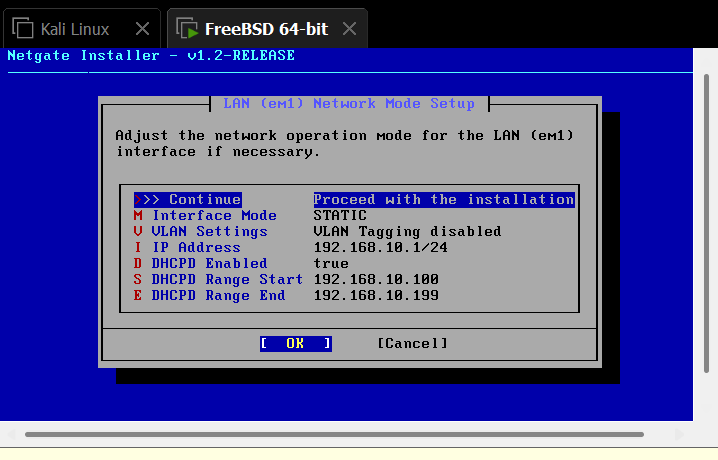 Kali Linux
FreeBSD 64-bit
Netgate Installer - v1.2-RELEASE
LAN (em1) Network Mode Setup
Adjust the network operation mode for the LAN (em1)
interface if necessary.
>>> Continue Proceed with the installation
M Interface Mode STATIC
V VLAN Settings VLAN Tagging disabled
I IP Address 192.168.10.1/24
D DHCPD Enabled true
S DHCPD Range Start 192.168.10.100
E DHCPD Range End 192.168.10.199
[ OK ] [Cancel]